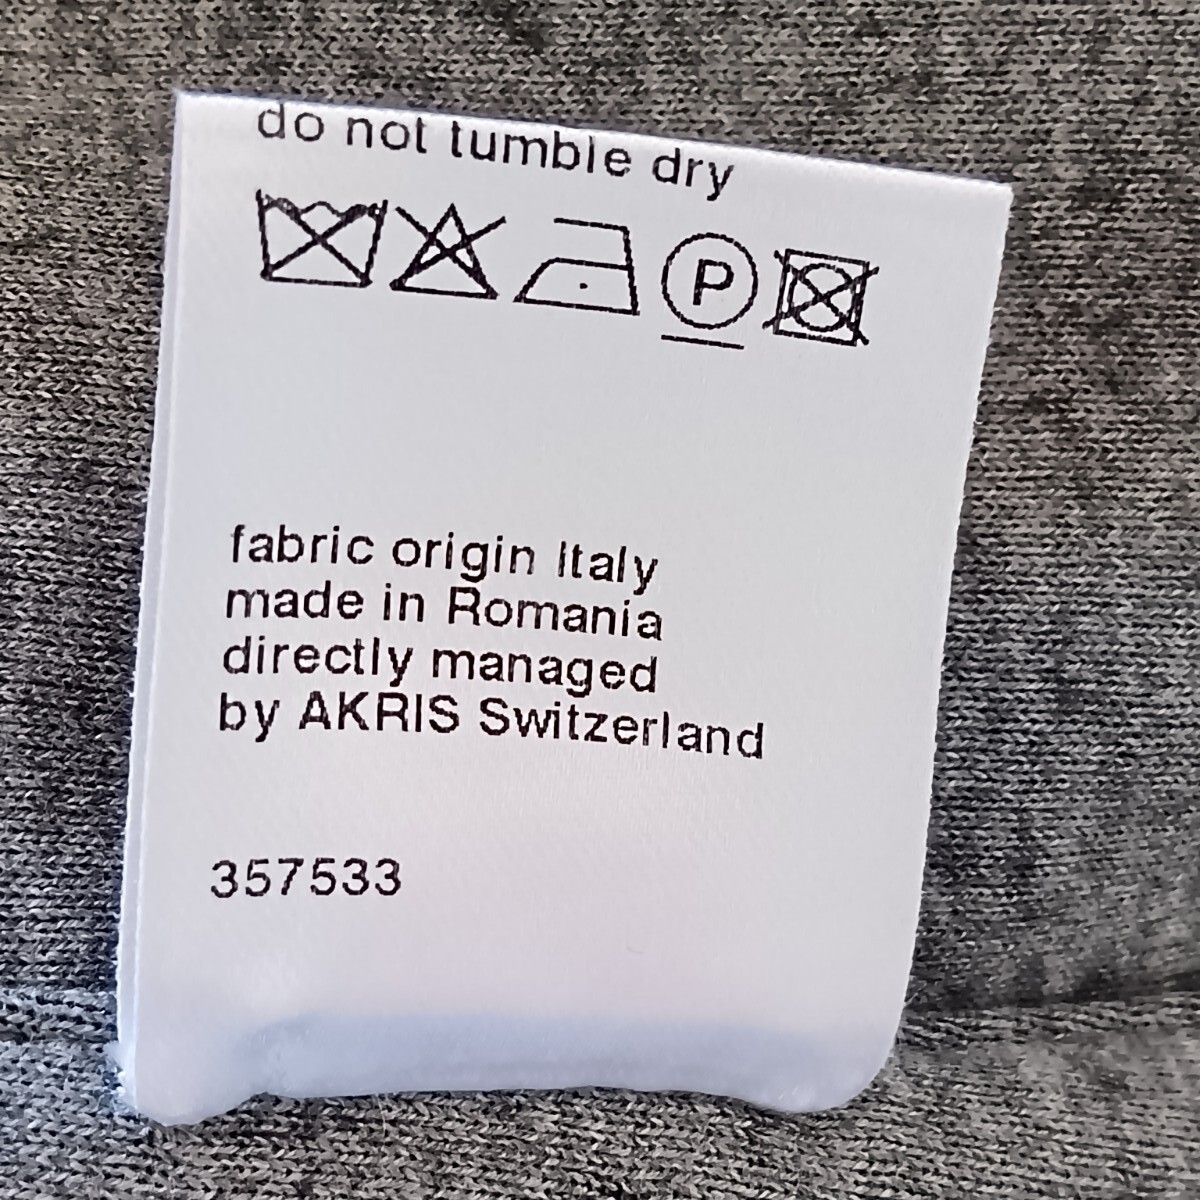 do not tumble dry
P
fabric origin Italy
made in Romania
directly managed
by AKRIS Switzerland
357533